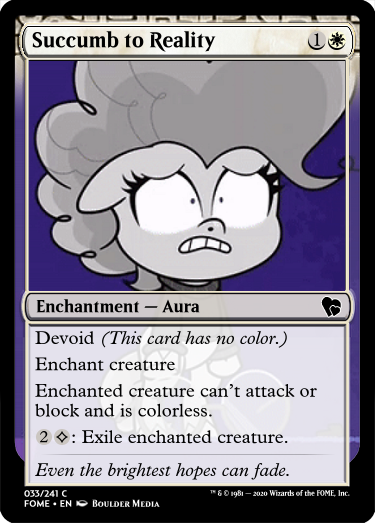 Succumb to Reality 1
Enchantment — Aura
Devoid (This card has no color.)
Enchant creature
Enchanted creature can't attack or
block and is colorless.
2 : Exile enchanted creature.
Even the brightest hopes can fade.
033/241 C
FOME • EN Boulder Media
™ & © 1981 — 2020 Wizards of the FOME, Inc.